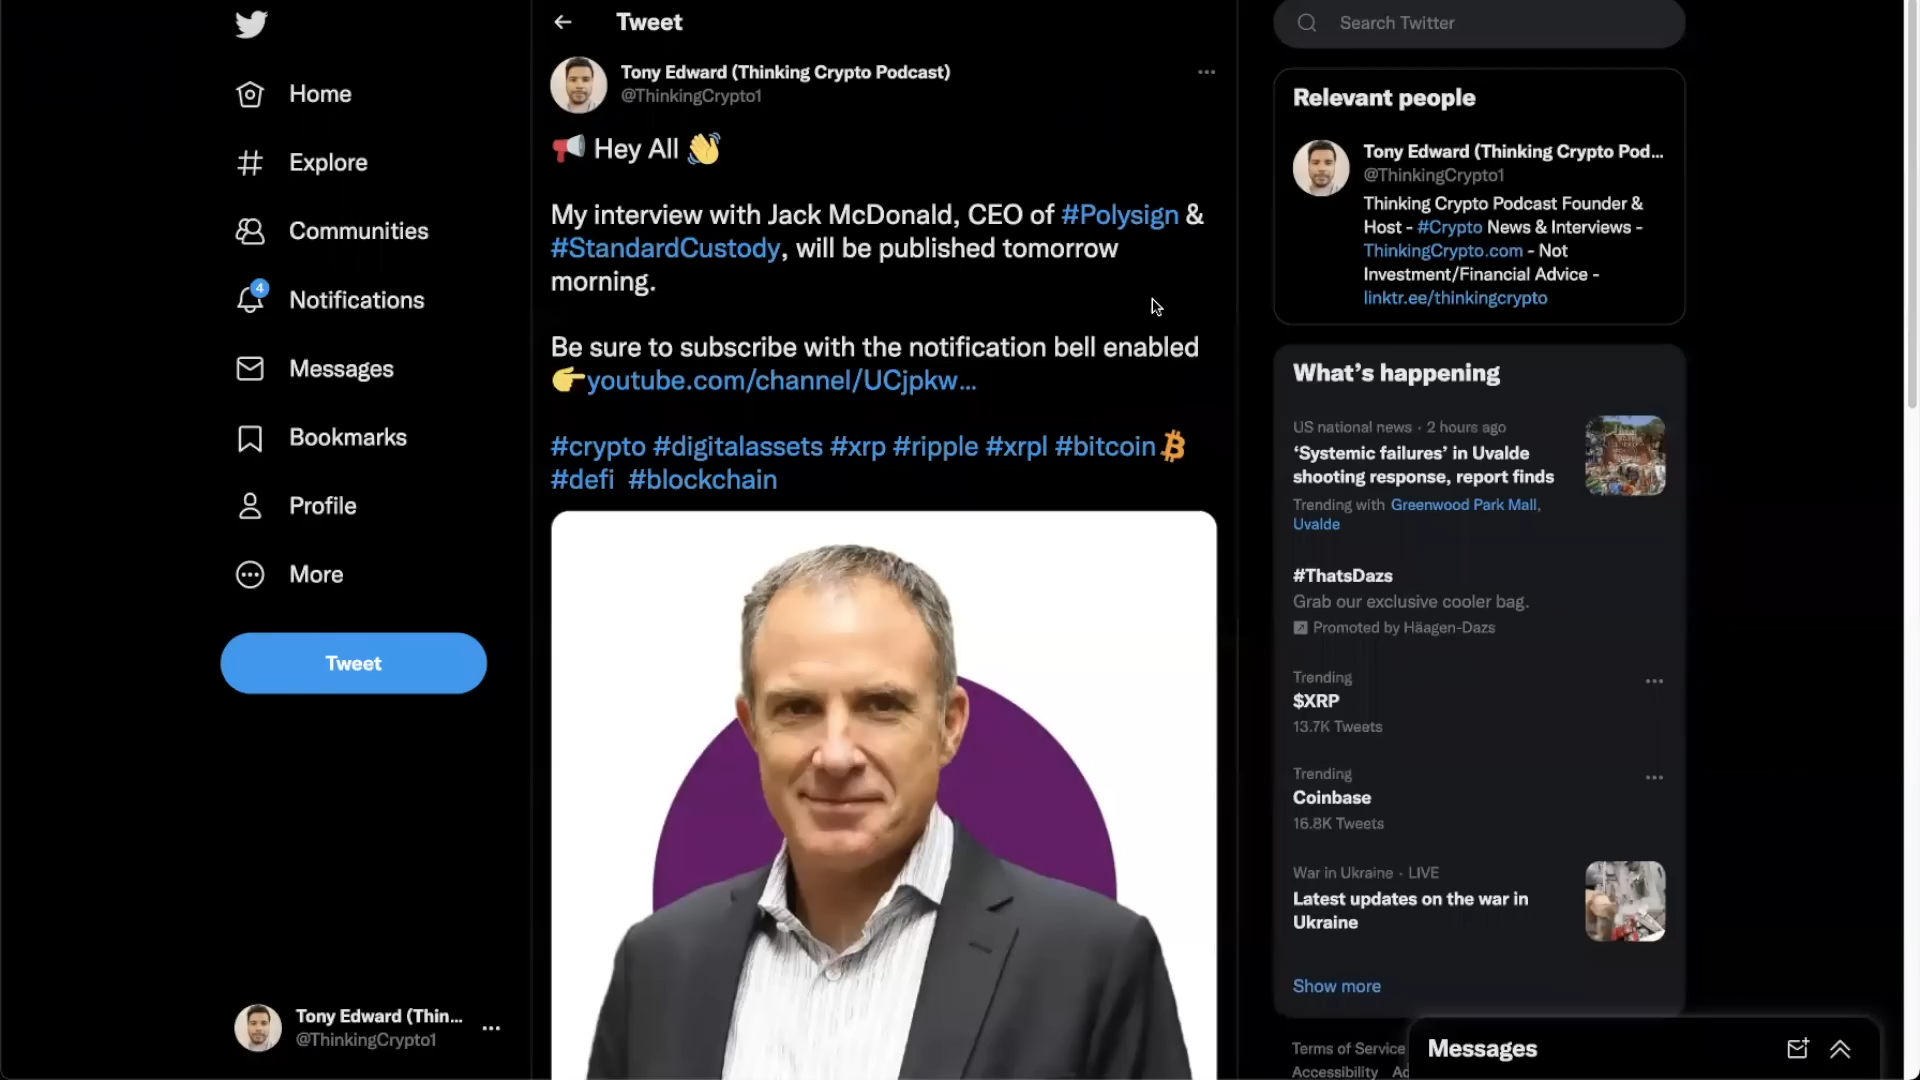 Tweet
Search Twitter
Home
Explore
Communities
4
Notifications
Messages
Bookmarks
Profile
More
Tweet
Tony Edward (Thin...
@ThinkingCrypto1
Tony Edward (Thinking Crypto Podcast)
@ThinkingCrypto1
Hey All
My interview with Jack McDonald, CEO of #Polysign &
#StandardCustody, will be published tomorrow
morning.
Be sure to subscribe with the notification bell enabled
youtube.com/channel/UCjpkw...
#crypto #digitalassets #xrp #ripple #xrpl #bitcoin
#defi #blockchain
Relevant people
Tony Edward (Thinking Crypto Pod...
@ThinkingCrypto1
Thinking Crypto Podcast Founder &
Host - #Crypto News & Interviews -
ThinkingCrypto.com - Not
Investment/Financial Advice -
linktr.ee/thinkingcrypto
What's happening
US national news · 2 hours ago
‘Systemic failures’ in Uvalde
shooting response, report finds
Trending with Greenwood Park Mall,
Uvalde
#ThatsDazs
Grab our exclusive cooler bag.
Promoted by Häagen-Dazs
Trending
$XRP
13.7K Tweets
Trending
Coinbase
16.8K Tweets
War in Ukraine · LIVE
Latest updates on the war in
Ukraine
Show more
Terms of Service
Accessibility
Messages